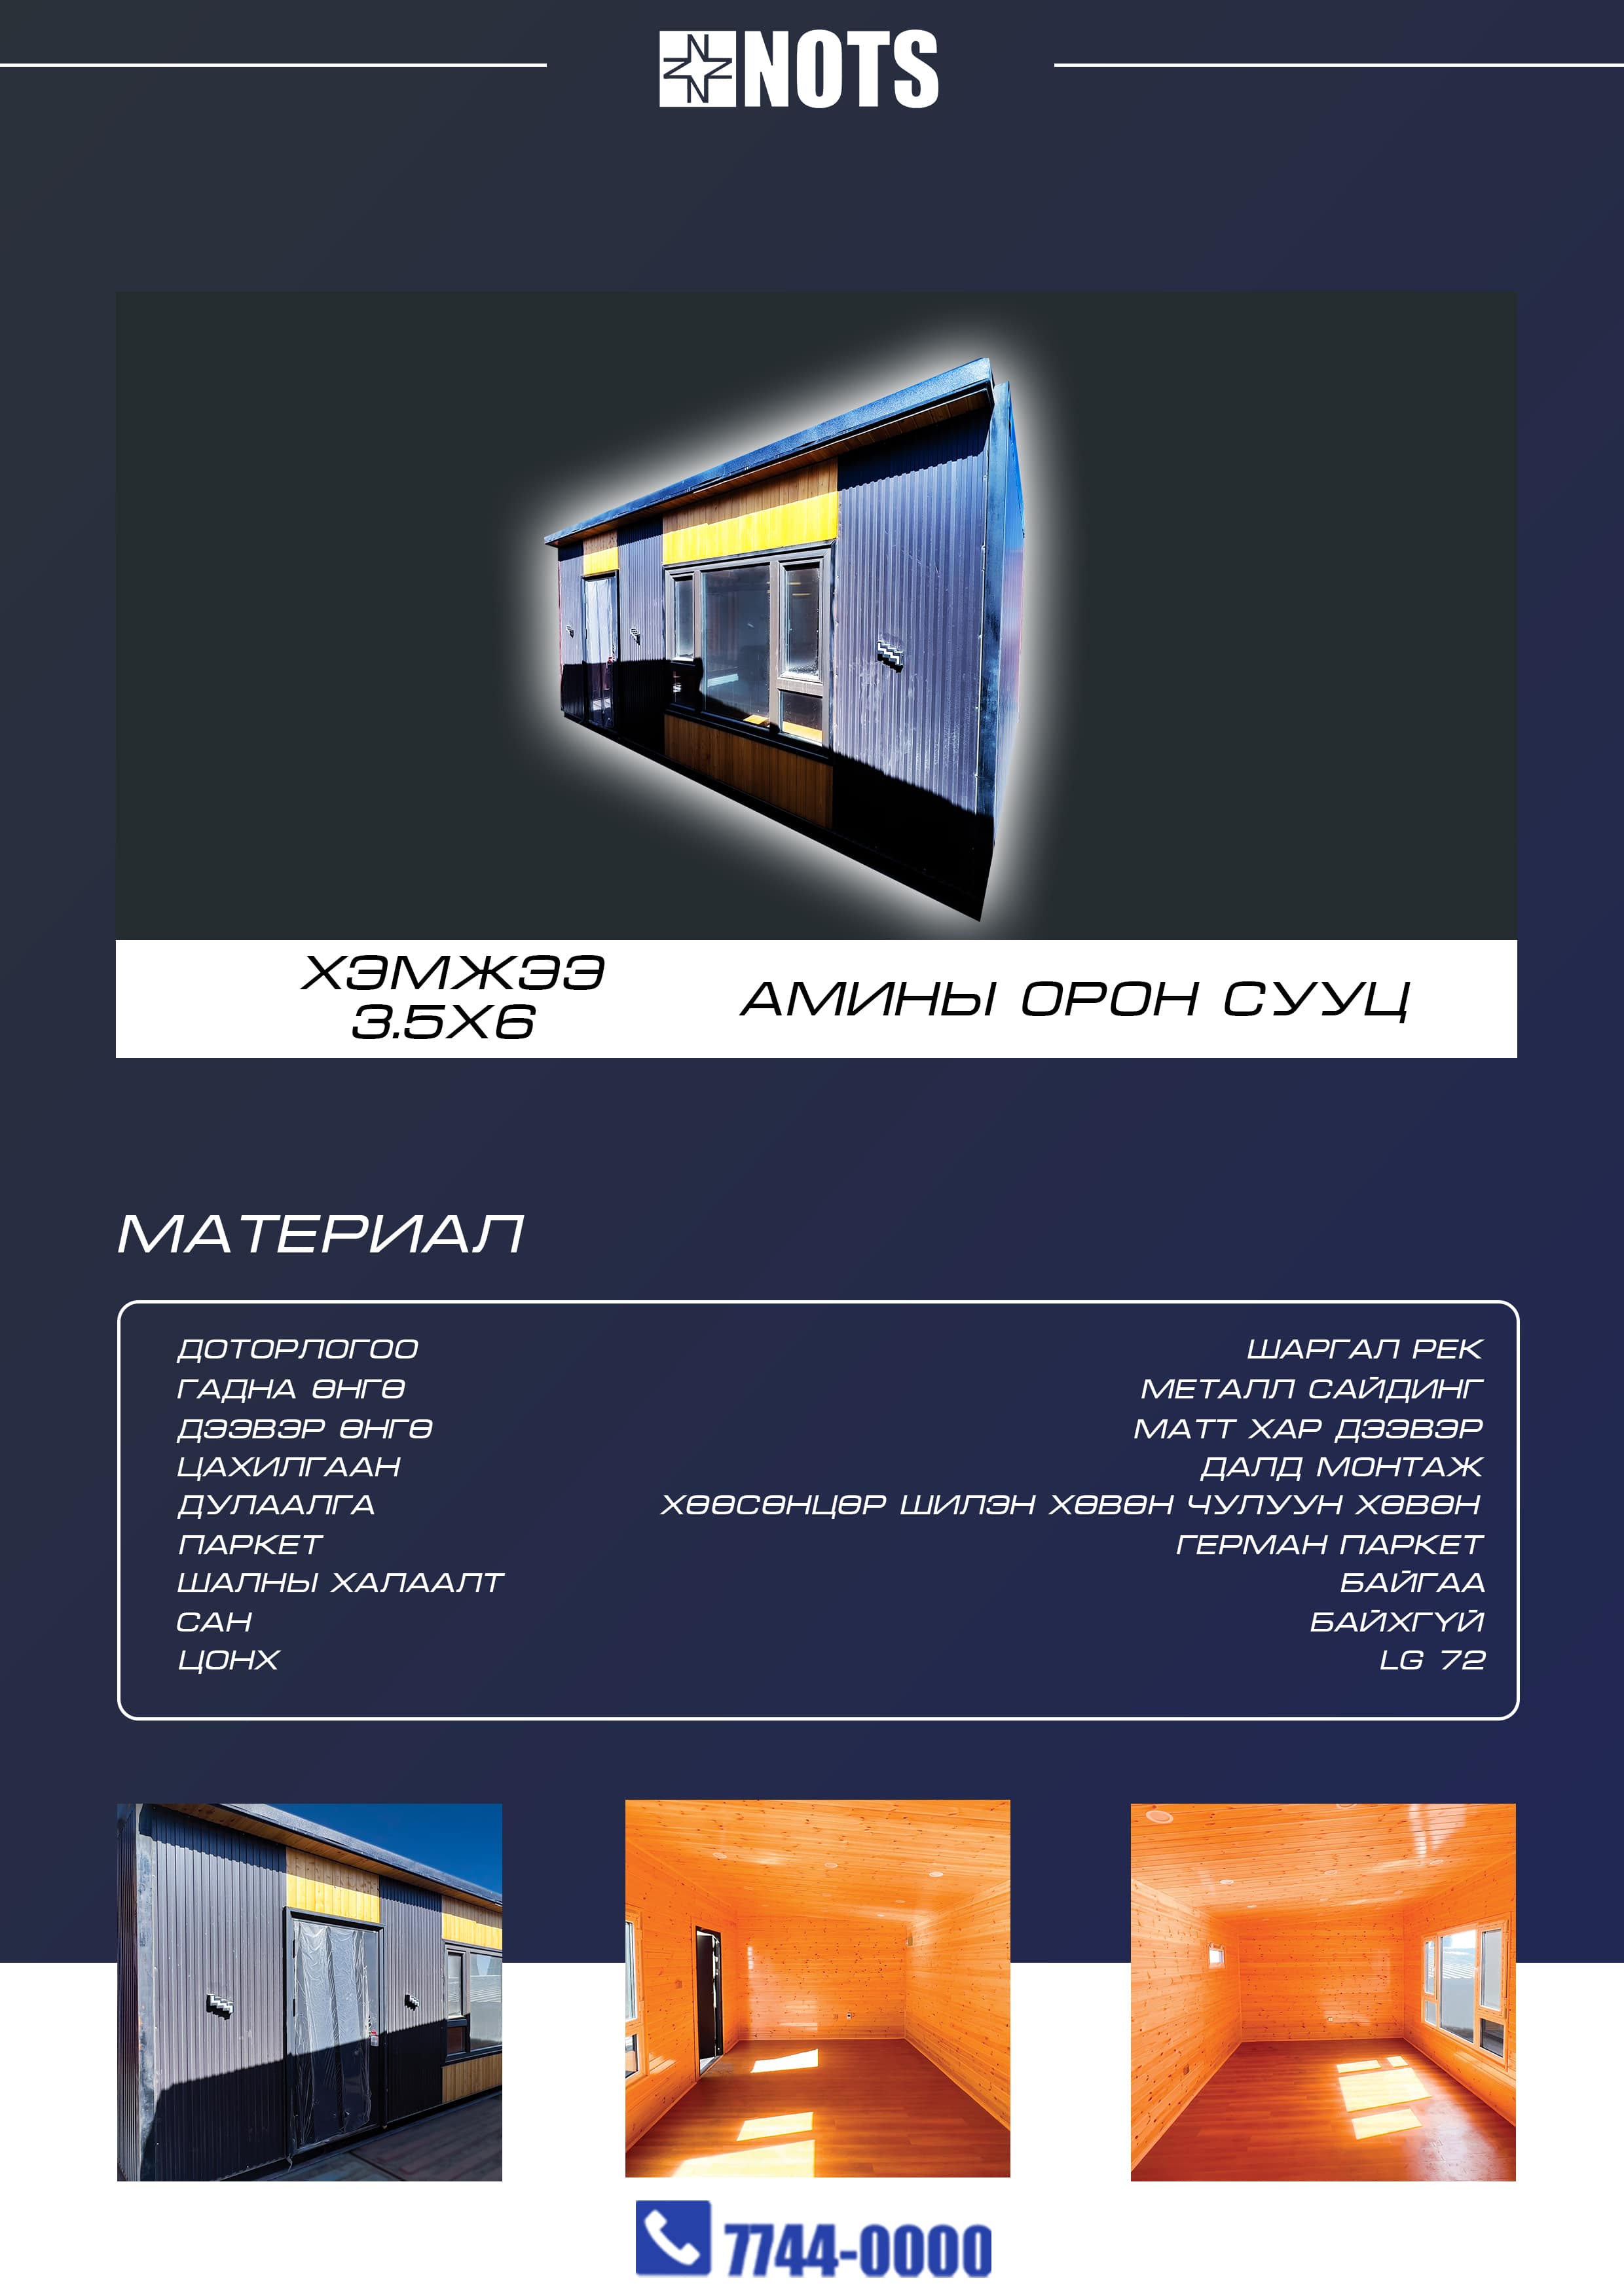 NOTS
ХЭМЖЭЭ
3.5X6
АМИНЫ ОРОН СУУЦ
МАТЕРИАЛ
ДОТОРЛОГОО ШАРГАЛ РЕК
ГАДНА ӨНГӨ МЕТАЛЛ САЙДИНГ
ДЭЭВЭР ӨНГӨ МАТТ ХАР ДЭЭВЭР
ЦАХИЛГААН ДАЛД МОНТАЖ
ДУЛААЛГА ХӨӨСӨНЦӨР ШИЛЭН ХӨВӨН ЧУЛУУН ХӨВӨН
ПАРКЕТ ГЕРМАН ПАРКЕТ
ШАЛНЫ ХАЛААЛТ БАЙГАА
САН БАЙХГҮЙ
ЦОНХ LG 72
7744-0000